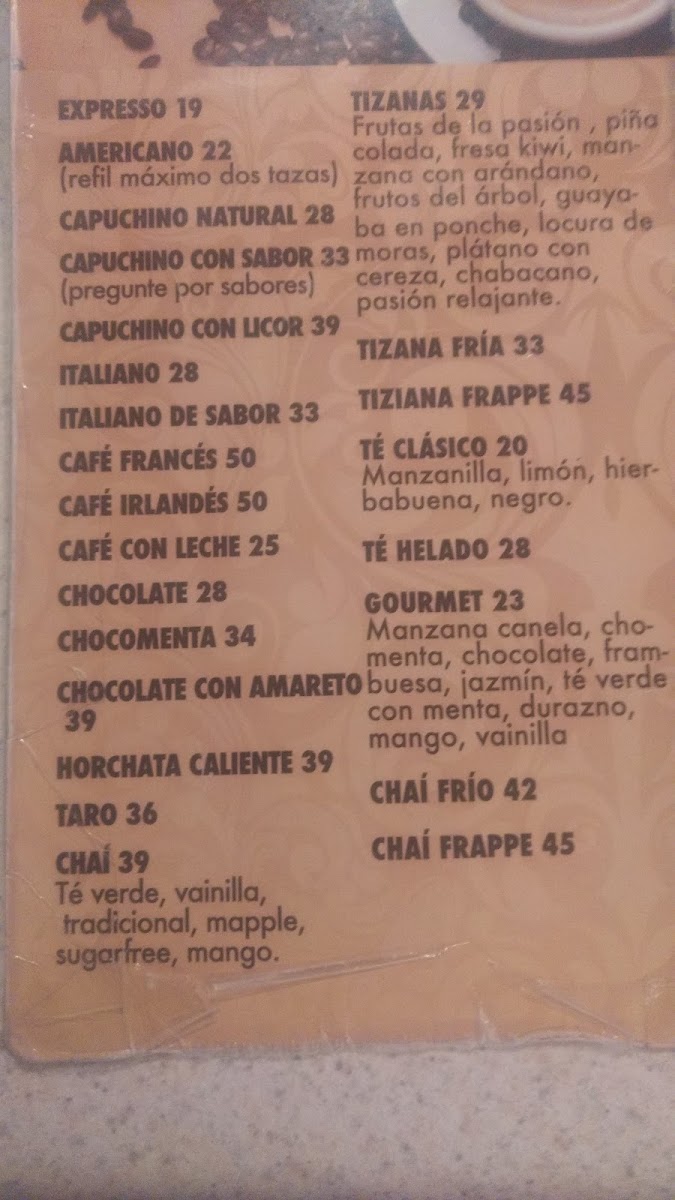 EXPRESSO 19
AMERICANO 22
(refil máximo dos tazas)
CAPUCHINO NATURAL 28
CAPUCHINO CON SABOR 33
(pregunte por sabores)
CAPUCHINO CON LICOR 39
ITALIANO 28
ITALIANO DE SABOR 33
CAFÉ FRANCÉS 50
CAFÉ IRLANDÉS 50
CAFÉ CON LECHE 25
CHOCOLATE 28
CHOCOMENTA 34
CHOCOLATE CON AMARETO
39
HORCHATA CALIENTE 39
TARO 36
CHAÍ 39
Té verde, vainilla,
tradicional, mapple,
sugarfree, mango.
TIZANAS 29
Frutas de la pasión , piña
colada, fresa kiwi, man-
zana con arándano,
frutos del árbol, guaya-
ba en ponche, locura de
moras, plátano con
cereza, chabacano,
pasión relajante.
TIZANA FRÍA 33
TIZIANA FRAPPE 45
TÉ CLÁSICO 20
Manzanilla, limón, hier-
babuena, negro.
TÉ HELADO 28
GOURMET 23
Manzana canela, cho-
menta, chocolate, fram-
buesa, jazmín, té verde
con menta, durazno,
mango, vainilla
CHAÍ FRÍO 42
CHAÍ FRAPPE 45